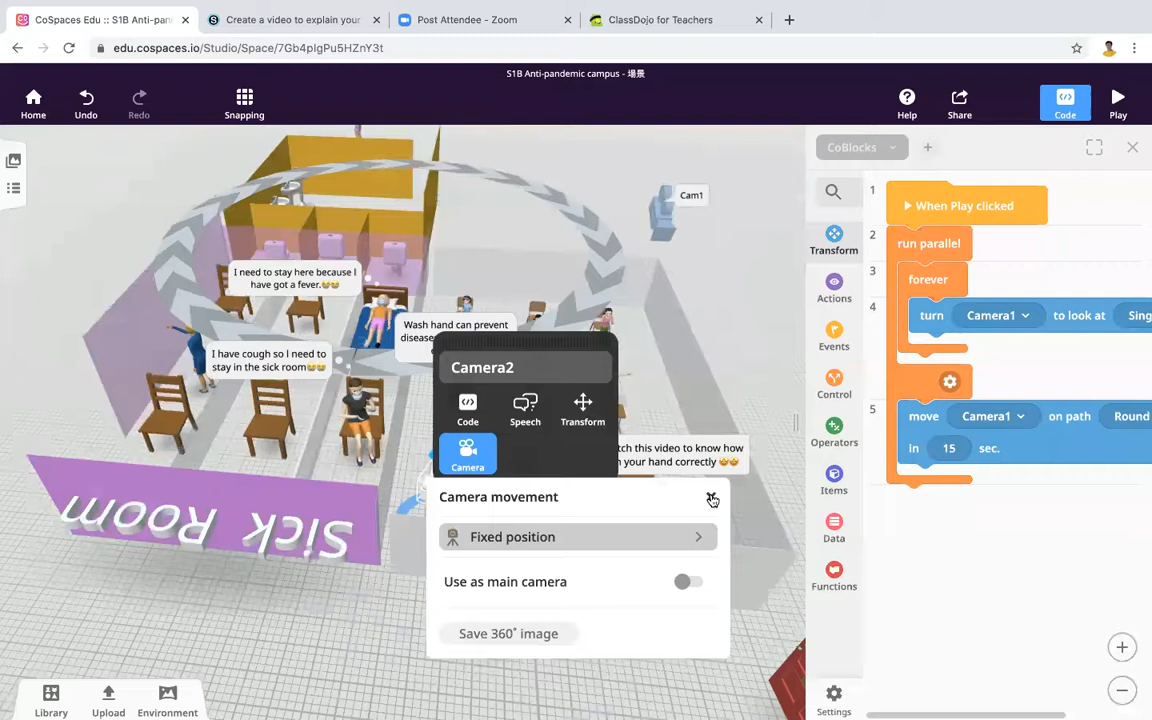 CoSpaces Edu :: S1B Anti-pan
Create a video to explain your
Post Attendee - Zoom
ClassDojo for Teachers
edu.cospaces.io/Studio/Space/7Gb4pIgPu5HZnY3t
S1B Anti-pandemic campus - 場景
Home
Undo
Redo
Snapping
Help
Share
Code
Play
CoBlocks
Cam1
I need to stay here because I
have got a fever.😭😭
Wash hand can prevent
disease
I have cough so I need to
stay in the sick room😭😭
Sick Room
Camera2
Code
Speech
Transform
Camera
tch this video to know how
your hand correctly 🤩🤩
Camera movement
Fixed position
Use as main camera
Save 360° image
Transform
Actions
Events
Control
Operators
Items
Data
Functions
Settings
1
When Play clicked
2
run parallel
3
forever
4
turn Camera1 to look at Sing
5
move Camera1 on path Round
in 15 sec.
Library
Upload
Environment